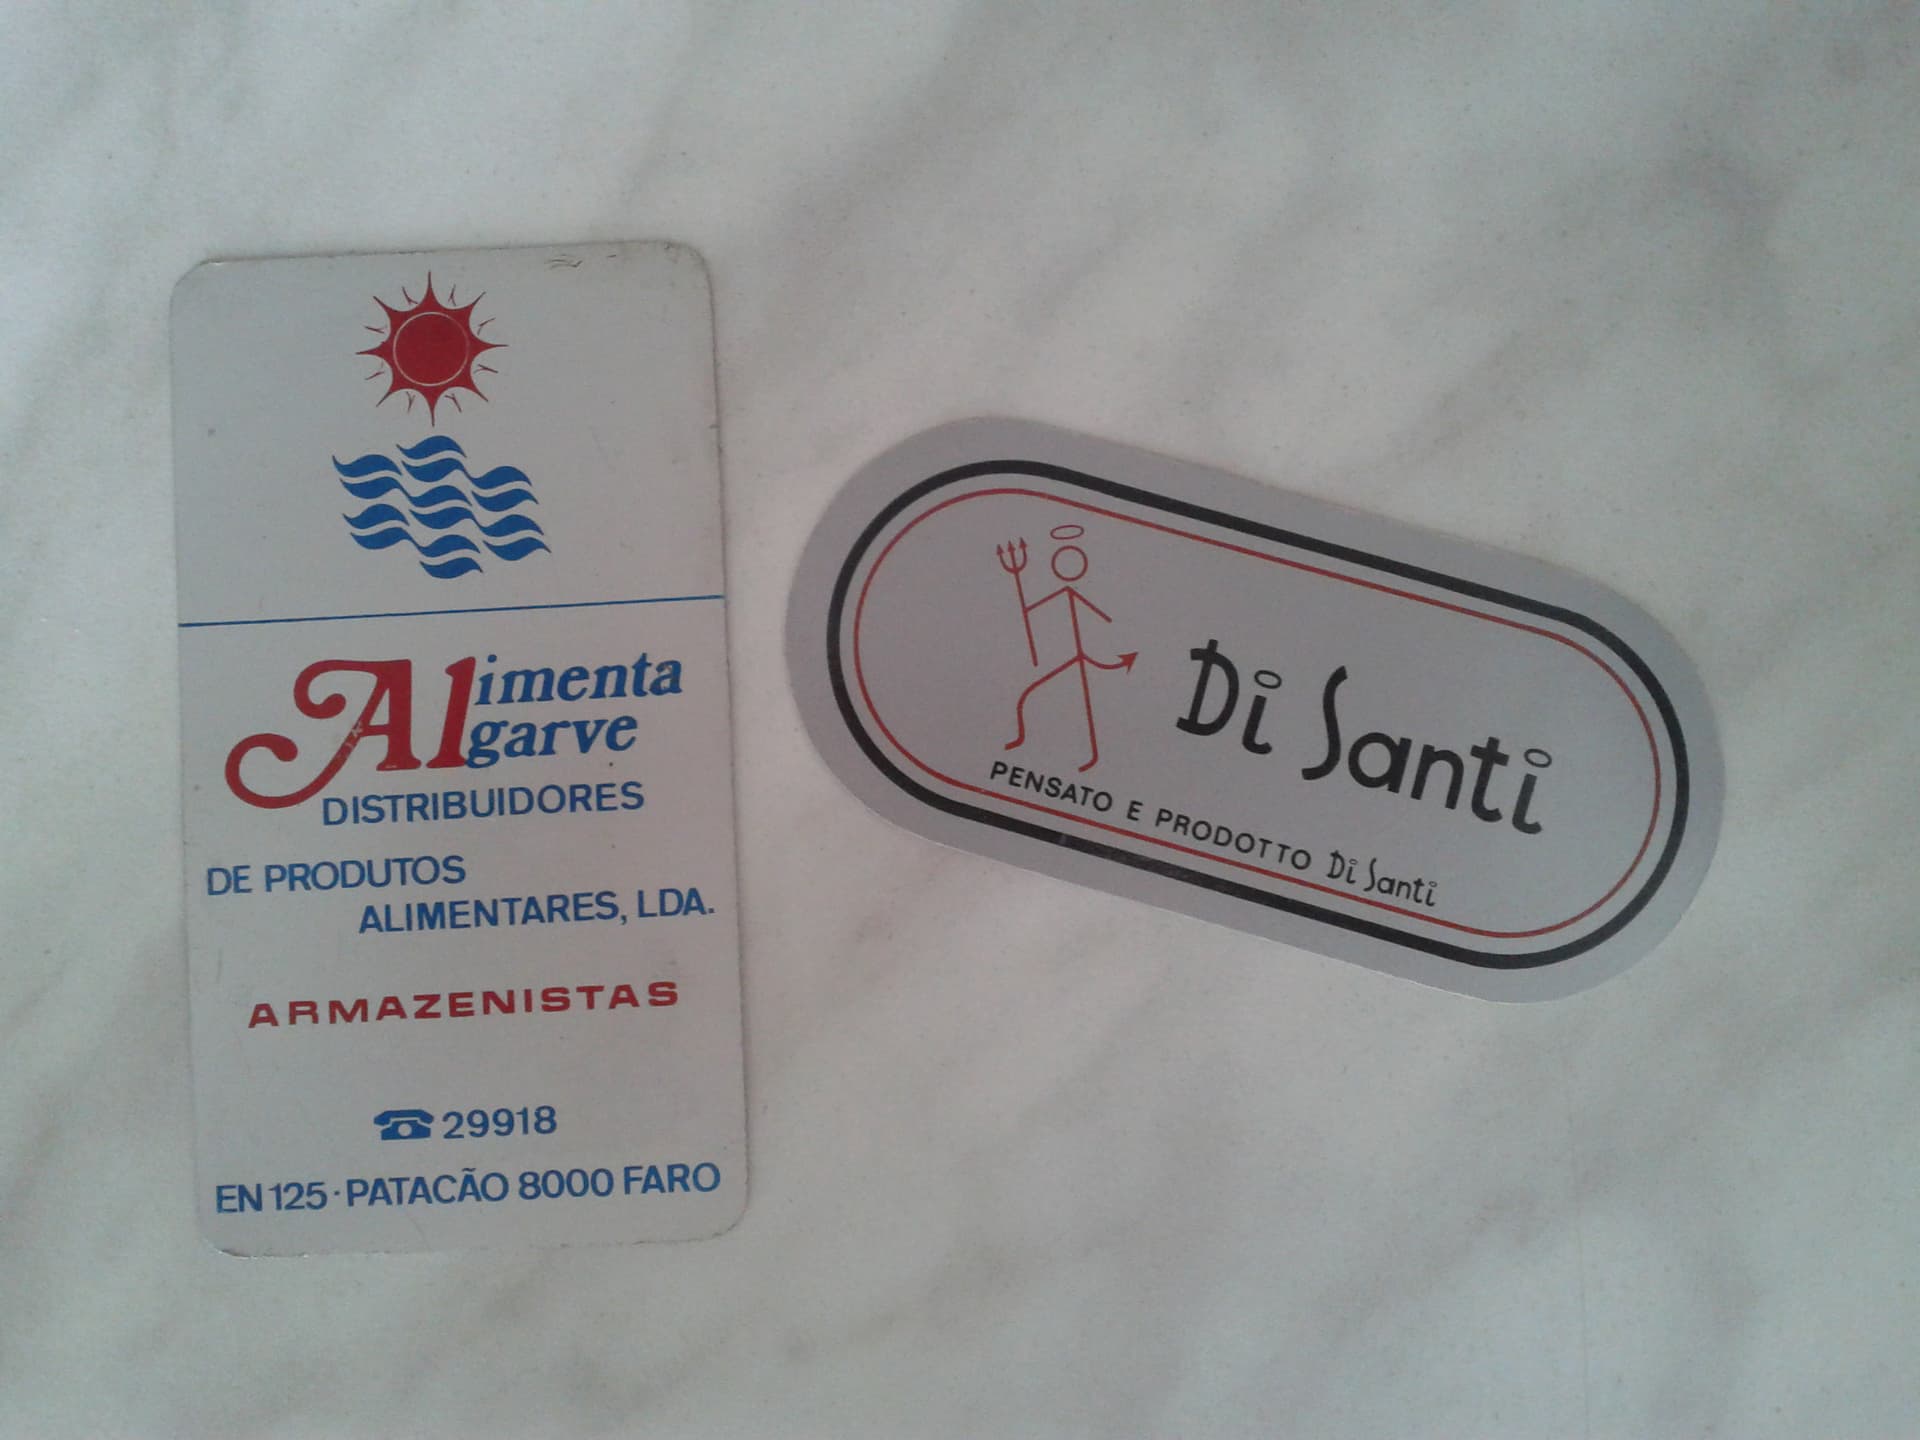 Alimenta
Algarve
DISTRIBUIDORES
DE PRODUTOS
ALIMENTARES, LDA.
ARMAZENISTAS
☎ 29918
EN 125 · PATACÃO 8000 FARO
Di Santi
PENSATO E PRODOTTO Di Santi